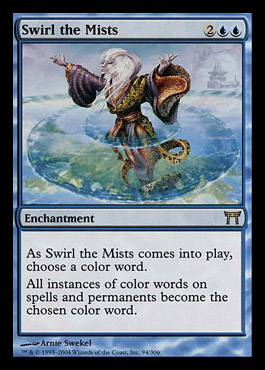 Swirl the Mists 2
Enchantment
As Swirl the Mists comes into play,
choose a color word.
All instances of color words on
spells and permanents become the
chosen color word.
Arnie Swekel
™ & © 1993-2004 Wizards of the Coast, Inc. 94/306